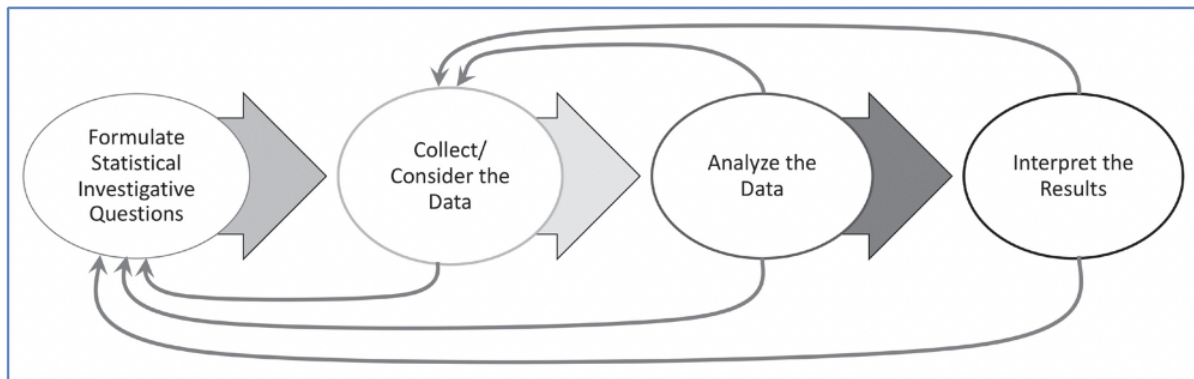 Formulate
Statistical
Investigative
Questions
Collect/
Consider the
Data
Analyze the
Data
Interpret the
Results